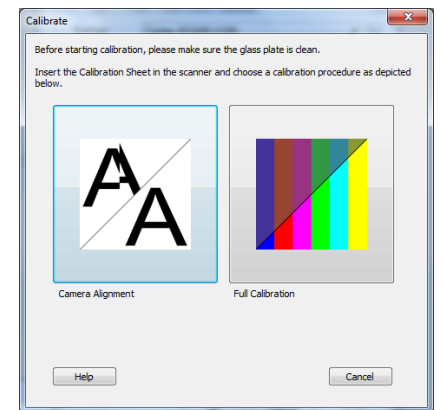 Calibrate
Before starting calibration, please make sure the glass plate is clean.
Insert the Calibration Sheet in the scanner and choose a calibration procedure as depicted
below.
A A
Camera Alignment Full Calibration
Help Cancel